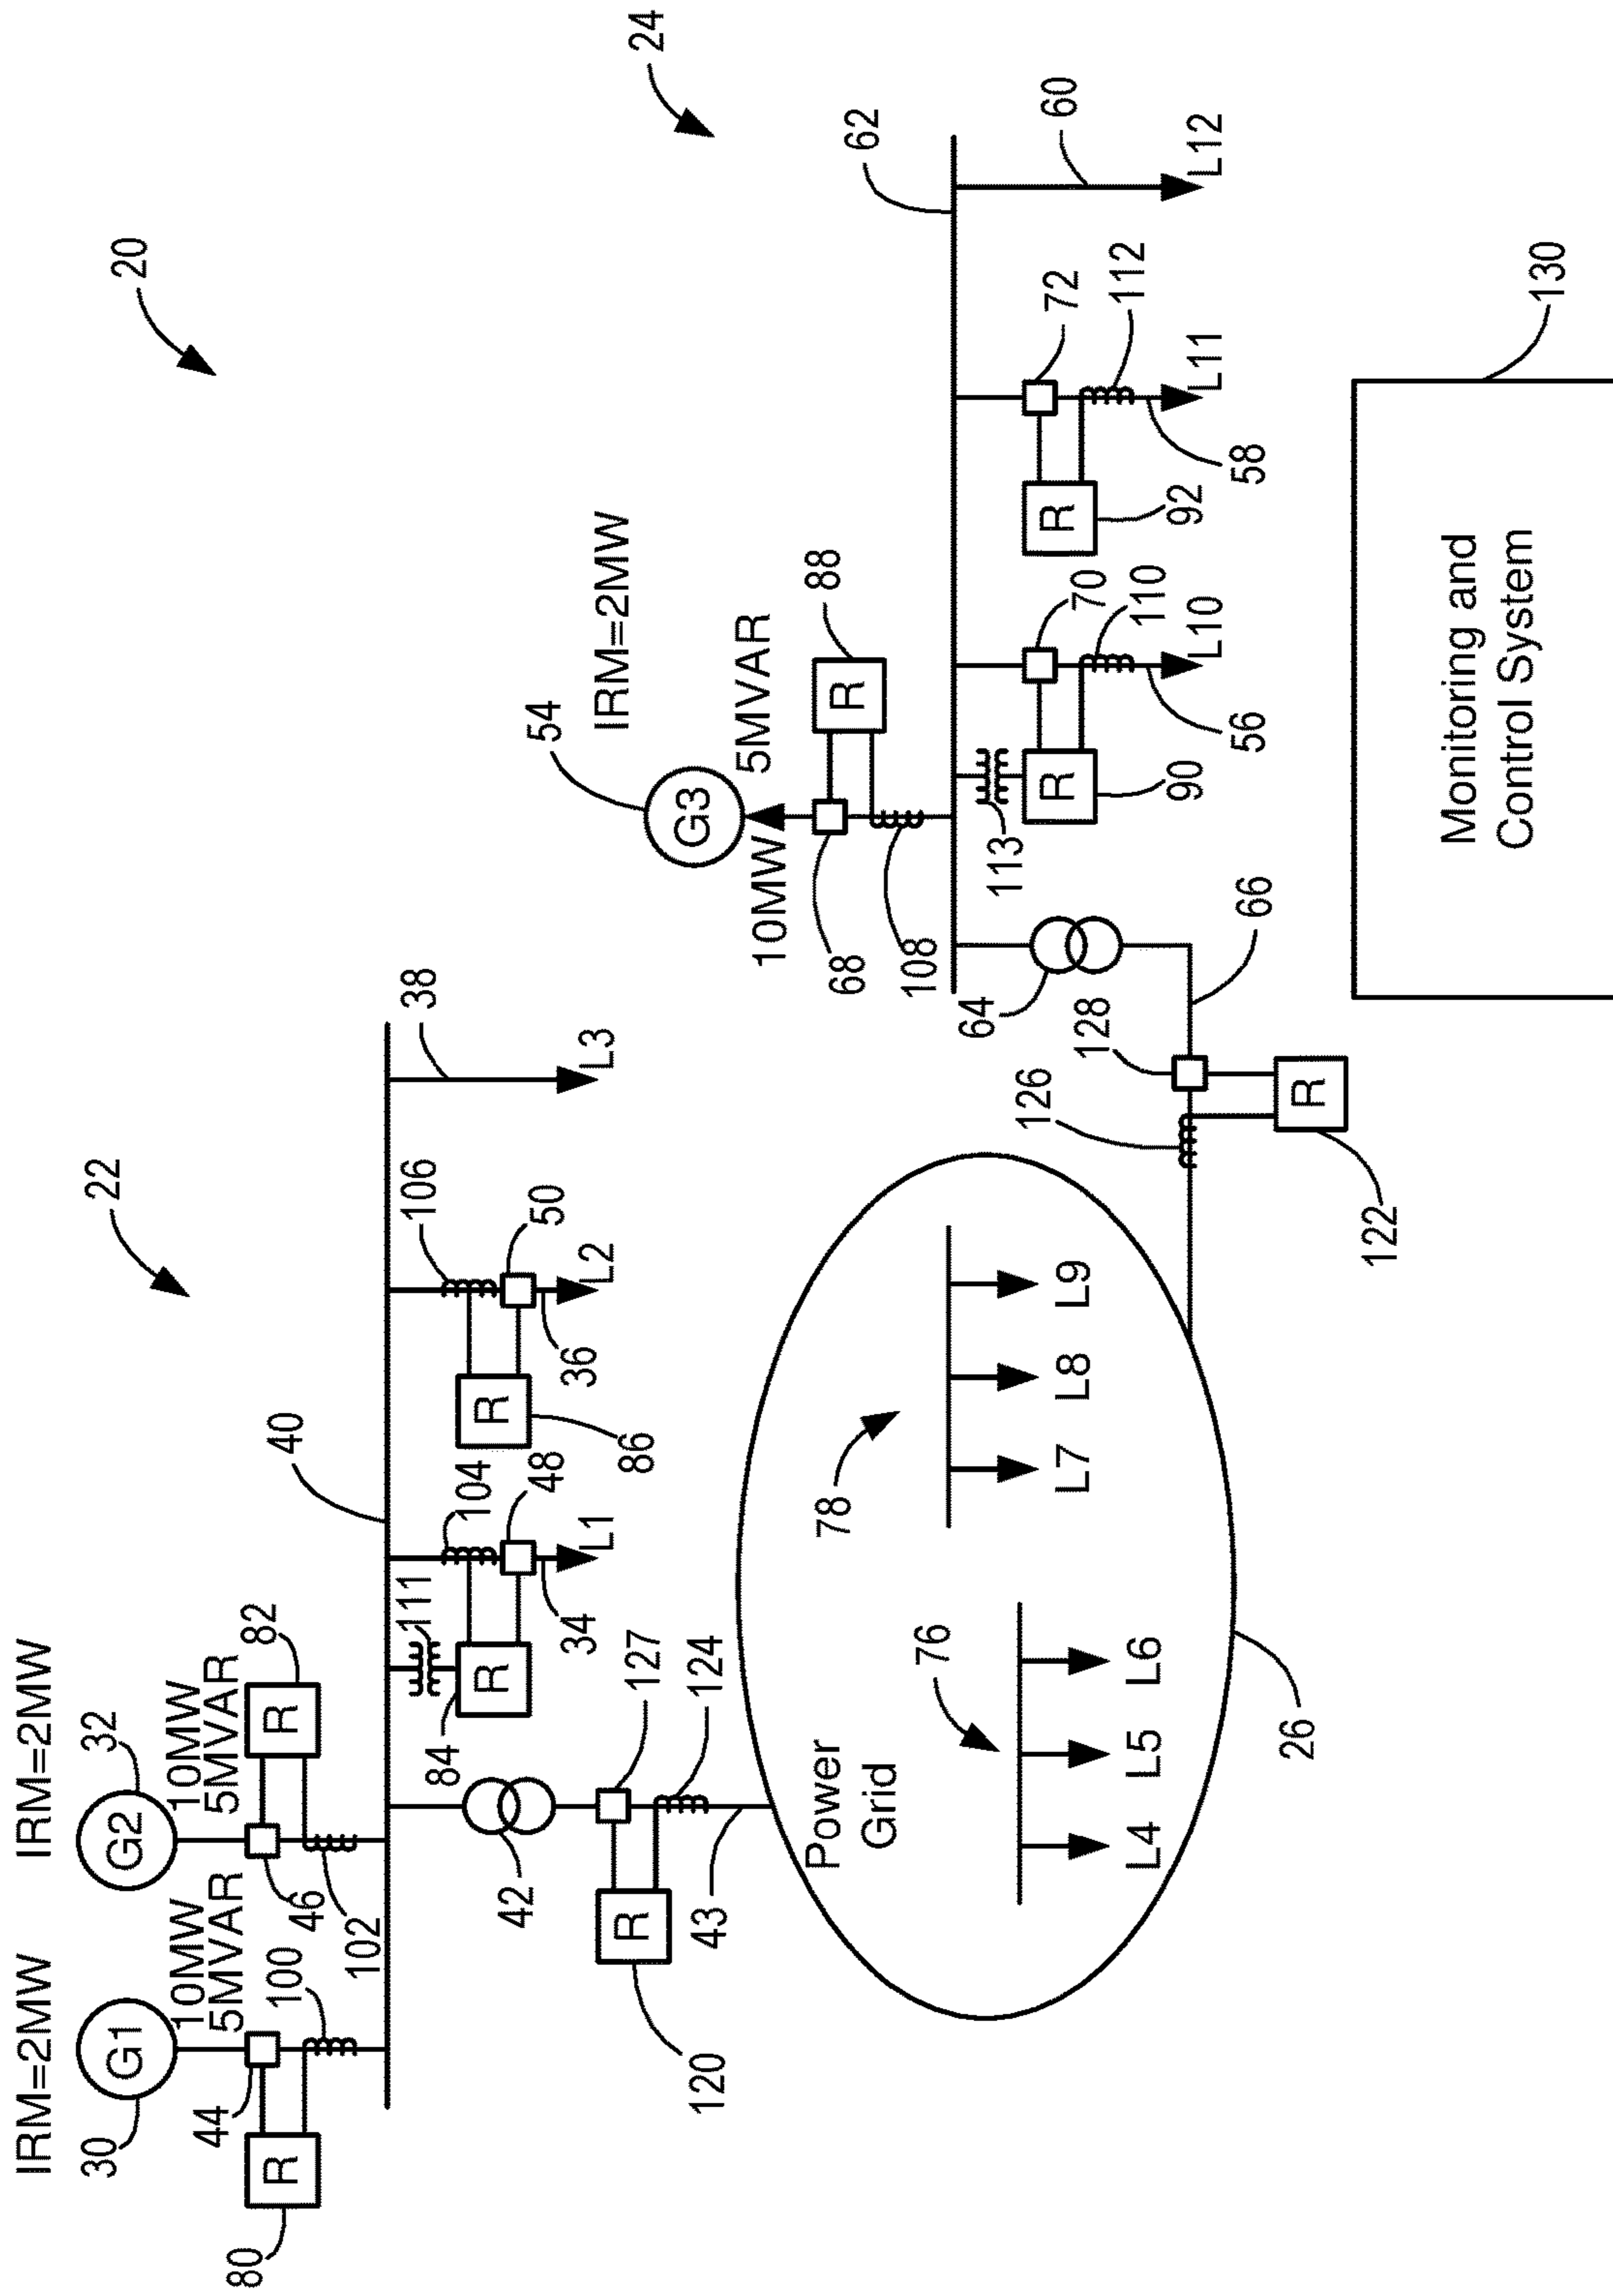 20
22
24
IRM=2MW
IRM=2MW
30
G1
G2
32
10MW
5MVAR
10MW
5MVAR
44
46
80
R
R
82
100
102
40
38
111
104
106
84
R
48
R
86
50
34
36
L1
L2
L3
42
127
120
R
124
43
Power
Grid
76
L4
L5
L6
78
L7
L8
L9
26
54
G3
IRM=2MW
10MW
5MVAR
68
R
88
108
62
113
R
90
70
110
56
L10
R
92
72
112
58
L11
60
L12
64
66
126
128
R
122
Monitoring and
Control System
130